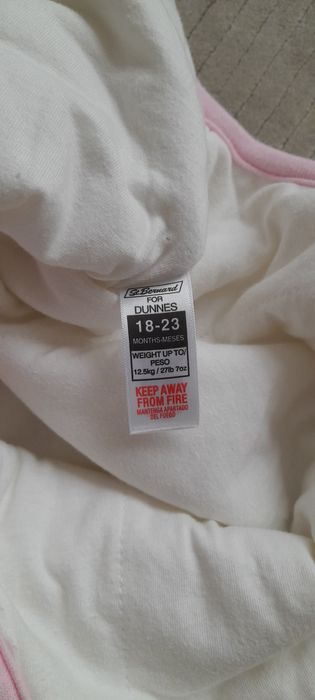 St. Bernard
FOR
DUNNES
18-23
MONTHS-MESES
WEIGHT UP TO/
PESO
12.5kg / 27lb 7oz
KEEP AWAY
FROM FIRE
MANTENGA APARTADO
DEL FUEGO